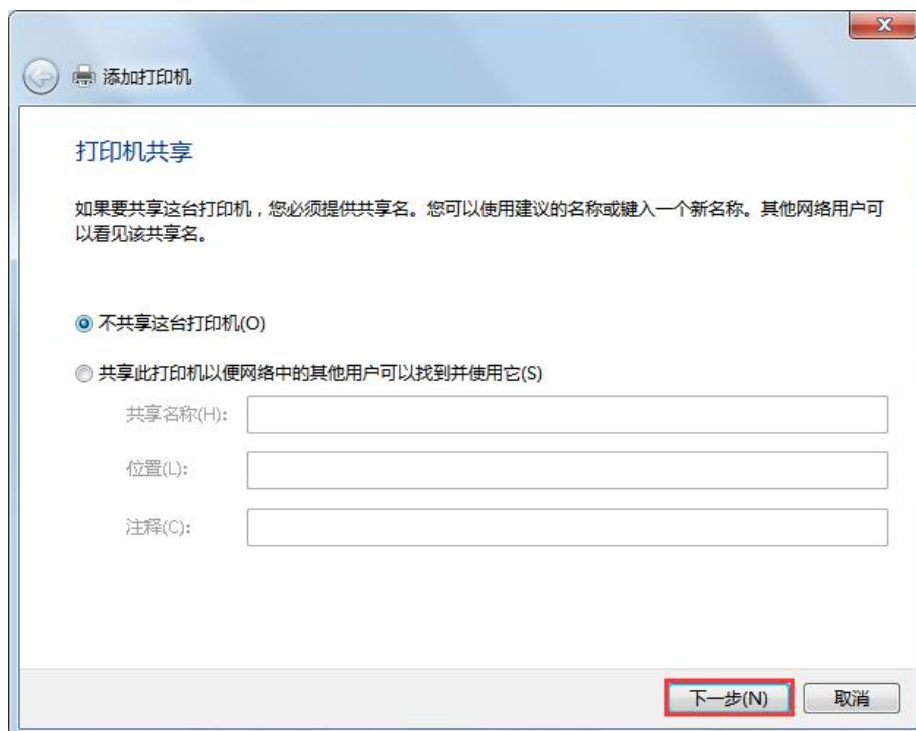 X
添加打印机
打印机共享
如果要共享这台打印机，您必须提供共享名。您可以使用建议的名称或键入一个新名称。其他网络用户可
以看见该共享名。
不共享这台打印机(O)
共享此打印机以便网络中的其他用户可以找到并使用它(S)
共享名称(H):
位置(L):
注释(C):
下一步(N)
取消